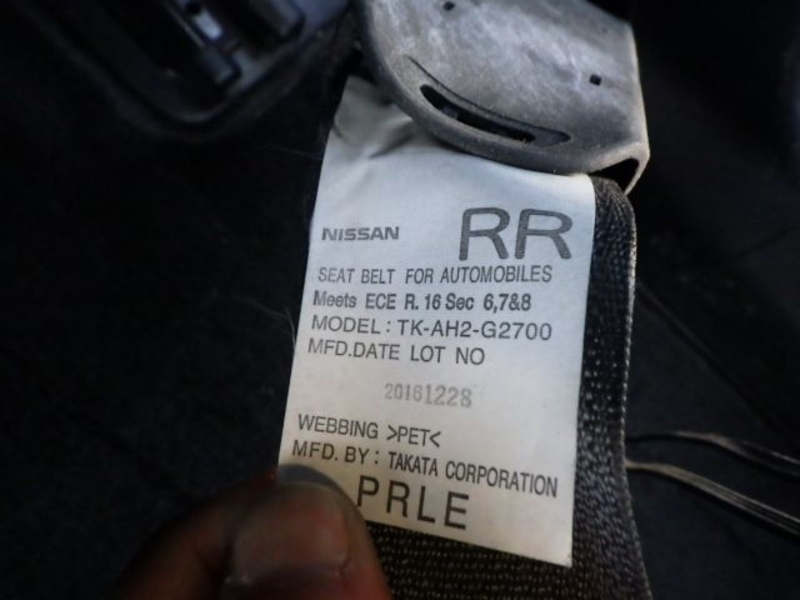 NISSAN RR
SEAT BELT FOR AUTOMOBILES
Meets ECE R. 16 Sec 6,7&8
MODEL: TK-AH2-G2700
MFD.DATE LOT NO
20161228
WEBBING >PET<
MFD. BY: TAKATA CORPORATION
PRLE